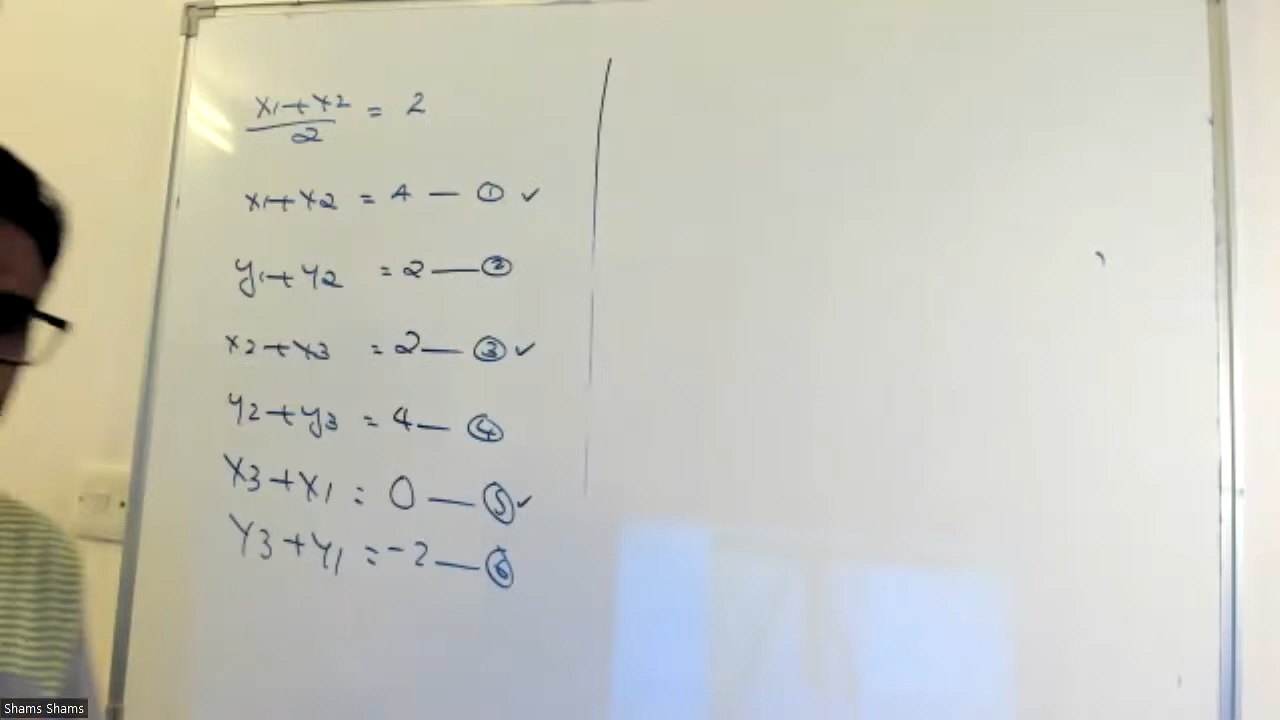 x1+x2 = 2
2
x1+x2 = 4 — ① ✓
y1+y2 = 2 — ②
x2+x3 = 2 — ③ ✓
y2+y3 = 4 — ④
x3+x1 = 0 — ⑤ ✓
y3+y1 = -2 — ⑥
Shams Shams